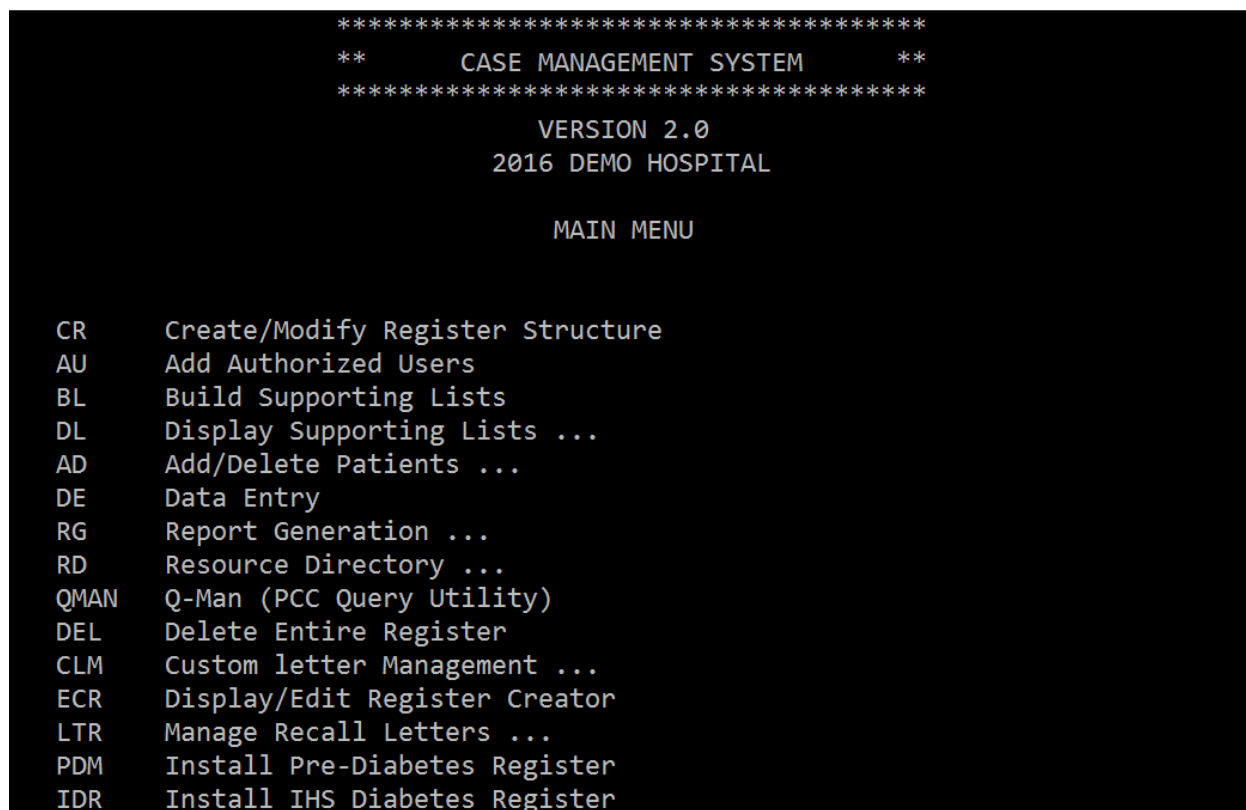 **************************************
** CASE MANAGEMENT SYSTEM **
**************************************
VERSION 2.0
2016 DEMO HOSPITAL
MAIN MENU
CR Create/Modify Register Structure
AU Add Authorized Users
BL Build Supporting Lists
DL Display Supporting Lists ...
AD Add/Delete Patients ...
DE Data Entry
RG Report Generation ...
RD Resource Directory ...
QMAN Q-Man (PCC Query Utility)
DEL Delete Entire Register
CLM Custom letter Management ...
ECR Display/Edit Register Creator
LTR Manage Recall Letters ...
PDM Install Pre-Diabetes Register
IDR Install IHS Diabetes Register